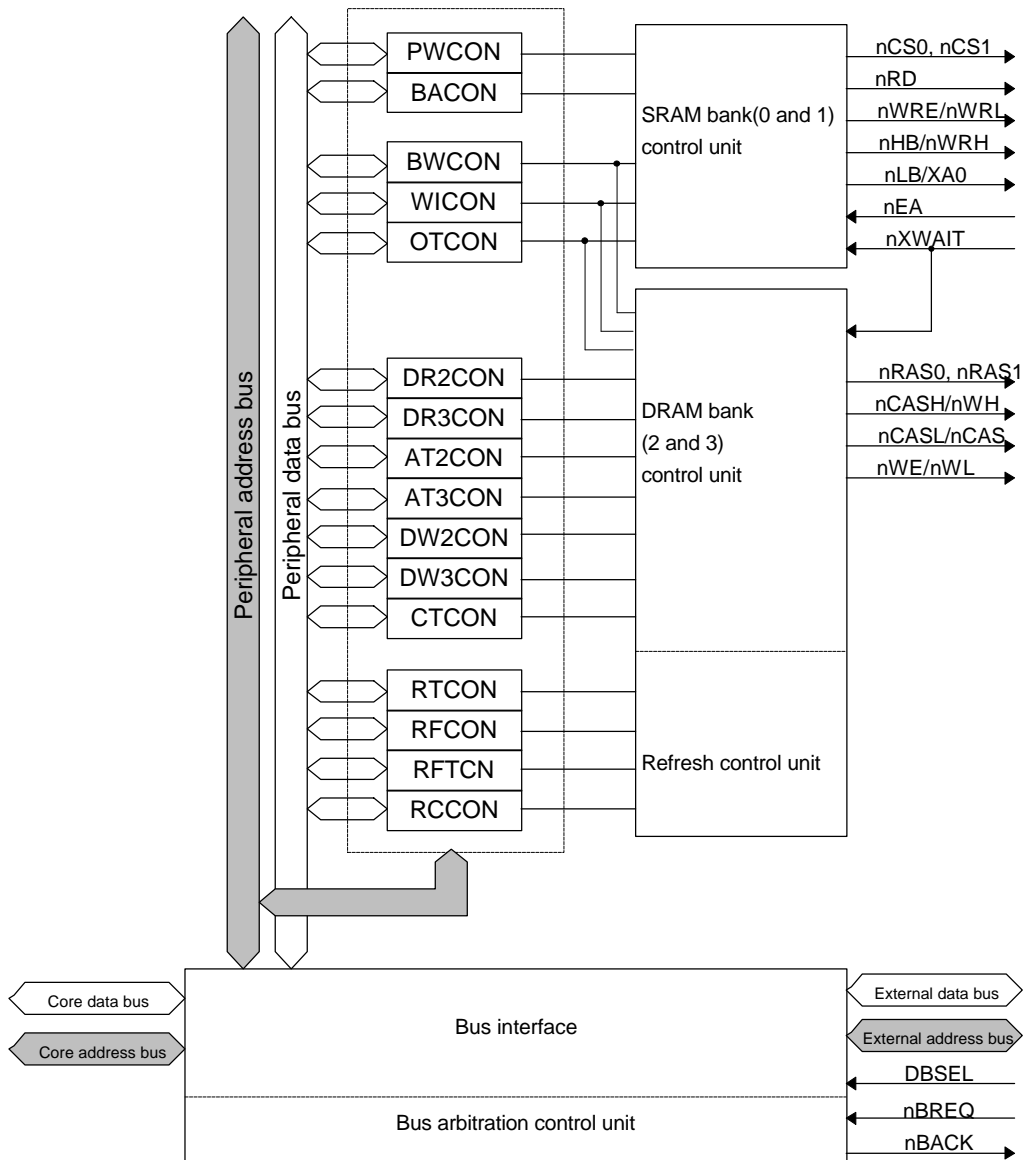 PWCON
BACON
BWCON
WICON
OTCON
DR2CON
DR3CON
AT2CON
AT3CON
DW2CON
DW3CON
CTCON
RTCON
RFCON
RFTCN
RCCON
Peripheral address bus
Peripheral data bus
SRAM bank(0 and 1)
control unit
DRAM bank
(2 and 3)
control unit
Refresh control unit
nCS0, nCS1
nRD
nWRE/nWRL
nHB/nWRH
nLB/XA0
nEA
nXWAIT
nRAS0, nRAS1
nCASH/nWH
nCASL/nCAS
nWE/nWL
Core data bus
Core address bus
Bus interface
Bus arbitration control unit
External data bus
External address bus
DBSEL
nBREQ
nBACK